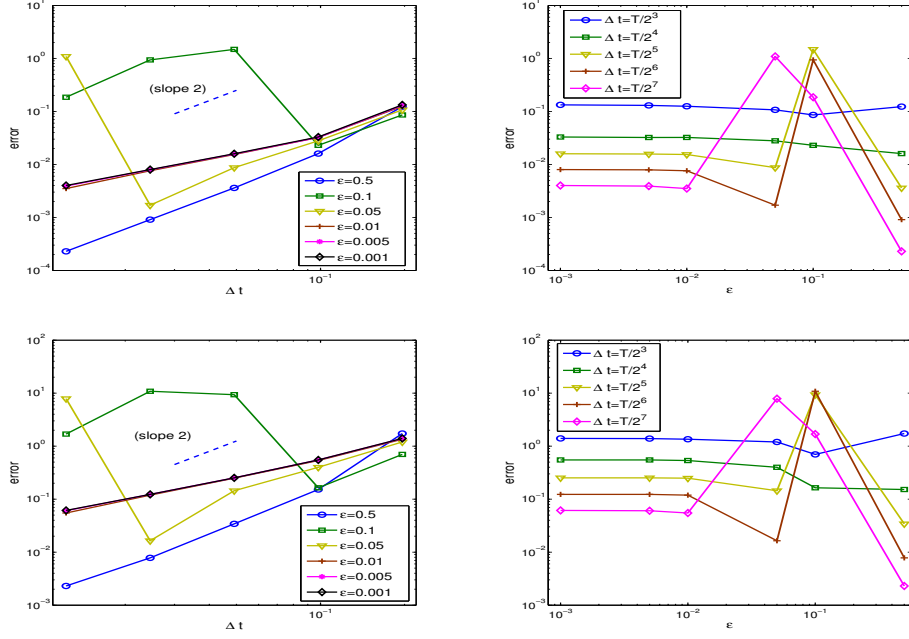 10^2
10^2
10^1
10^1
10^0
10^0
10^{-1}
10^{-1}
10^{-2}
10^{-2}
10^{-3}
10^{-3}
10^{-4}
10^{-4}
error
error
(slope 2)
ε=0.5
ε=0.1
ε=0.05
ε=0.01
ε=0.005
ε=0.001
Δ t=T/2^3
Δ t=T/2^4
Δ t=T/2^5
Δ t=T/2^6
Δ t=T/2^7
10^{-1}
Δ t
10^{-3}
10^{-2}
10^{-1}
ε
10^2
10^2
10^1
10^1
10^0
10^0
10^{-1}
10^{-1}
10^{-2}
10^{-2}
10^{-3}
10^{-3}
error
error
(slope 2)
ε=0.5
ε=0.1
ε=0.05
ε=0.01
ε=0.005
ε=0.001
Δ t=T/2^3
Δ t=T/2^4
Δ t=T/2^5
Δ t=T/2^6
Δ t=T/2^7
10^{-1}
Δ t
10^{-3}
10^{-2}
10^{-1}
ε